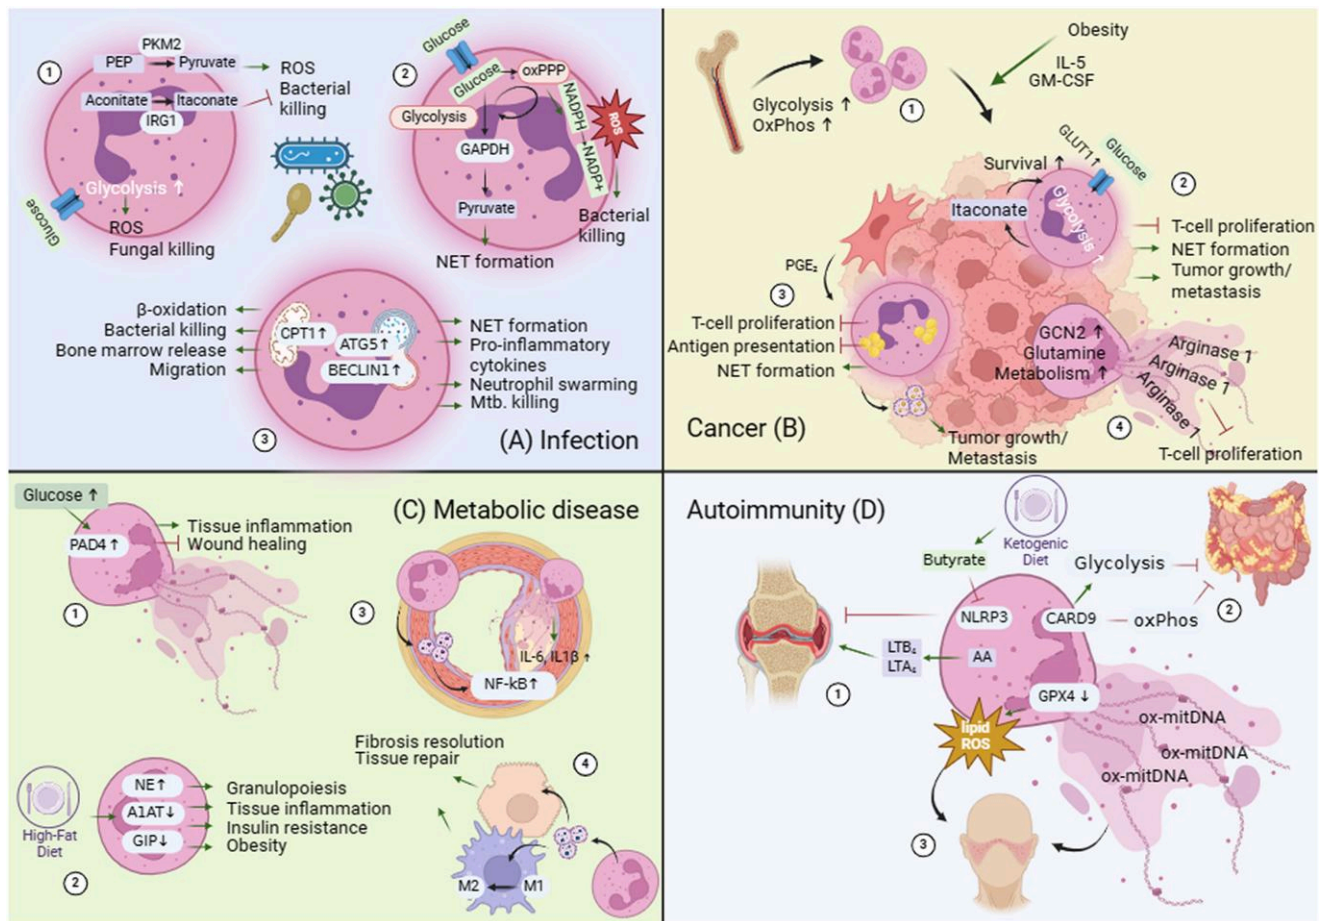 1
PKM2
PEP
Pyruvate
ROS
Bacterial
killing
Aconitate
Itaconate
IRG1
Glycolysis ↑
Glucose
ROS
Fungal killing
2
Glucose
Glucose
oxPPP
Glycolysis
NADPH
NADP+
ROS
GAPDH
Pyruvate
NET formation
Bacterial
killing
β-oxidation
Bacterial killing
Bone marrow release
Migration
CPT1↑
ATG5↑
BECLIN1↑
NET formation
Pro-inflammatory
cytokines
Neutrophil swarming
Mtb. killing
3
(A) Infection
Glycolysis ↑
OxPhos ↑
1
Obesity
IL-5
GM-CSF
Survival ↑
GLUT1↑
Glucose
2
Itaconate
Glycolysis ↑
T-cell proliferation
NET formation
Tumor growth/
metastasis
PGE₂
3
T-cell proliferation
Antigen presentation
NET formation
GCN2 ↑
Glutamine
Metabolism ↑
Arginase 1
Arginase 1
Arginase 1
4
T-cell proliferation
Tumor growth/
Metastasis
Cancer (B)
Glucose ↑
(C) Metabolic disease
PAD4↑
Tissue inflammation
Wound healing
1
3
IL-6, IL1β ↑
NF-kB↑
High-Fat
Diet
NE↑
A1AT↓
GIP↓
Granulopoiesis
Tissue inflammation
Insulin resistance
Obesity
2
Fibrosis resolution
Tissue repair
4
M2
M1
Autoimmunity (D)
Ketogenic
Diet
Butyrate
Glycolysis
NLRP3
CARD9
oxPhos
2
LTB₄
LTA₄
AA
1
GPX4 ↓
lipid
ROS
ox-mitDNA
ox-mitDNA
ox-mitDNA
3